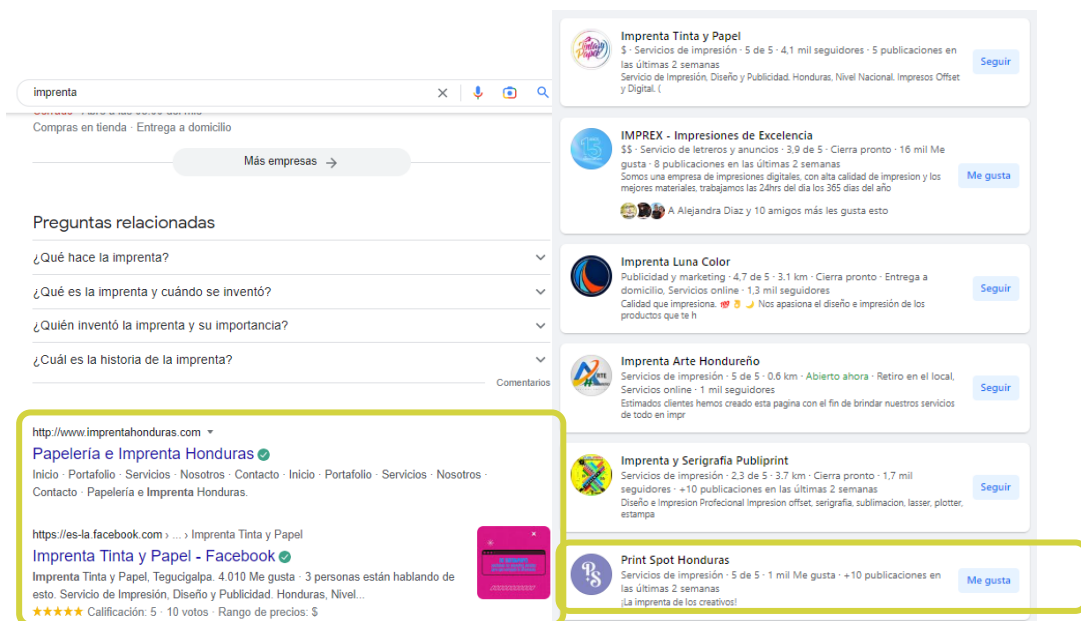 imprenta
Compras en tienda · Entrega a domicilio
Más empresas →
Preguntas relacionadas
¿Qué hace la imprenta?
¿Qué es la imprenta y cuándo se inventó?
¿Quién inventó la imprenta y su importancia?
¿Cuál es la historia de la imprenta?
Comentarios
http://www.imprentahonduras.com
Papelería e Imprenta Honduras
Inicio · Portafolio · Servicios · Nosotros · Contacto · Inicio · Portafolio · Servicios · Nosotros ·
Contacto · Papelería e Imprenta Honduras.
https://es-la.facebook.com › ... › Imprenta Tinta y Papel
Imprenta Tinta y Papel - Facebook
Imprenta Tinta y Papel, Tegucigalpa. 4.010 Me gusta · 3 personas están hablando de
esto. Servicio de Impresión, Diseño y Publicidad. Honduras, Nivel...
★★★★★ Calificación: 5 · 10 votos · Rango de precios: $
Imprenta Tinta y Papel
$ · Servicios de impresión · 5 de 5 · 4,1 mil seguidores · 5 publicaciones en
las últimas 2 semanas
Servicio de Impresión, Diseño y Publicidad. Honduras, Nivel Nacional. Impresos Offset
y Digital. (
Seguir
IMPREX - Impresiones de Excelencia
$$ · Servicio de letreros y anuncios · 3,9 de 5 · Cierra pronto · 16 mil Me
gusta · 8 publicaciones en las últimas 2 semanas
Somos una empresa de impresiones digitales, con alta calidad de impresion y los
mejores materiales, trabajamos las 24hrs del dia los 365 dias del año
A Alejandra Diaz y 10 amigos más les gusta esto
Me gusta
Imprenta Luna Color
Publicidad y marketing · 4,7 de 5 · 3.1 km · Cierra pronto · Entrega a
domicilio, Servicios online · 1,3 mil seguidores
Calidad que impresiona. 💯 👌 🌙 Nos apasiona el diseño e impresión de los
productos que te h
Seguir
Imprenta Arte Hondureño
Servicios de impresión · 5 de 5 · 0.6 km · Abierto ahora · Retiro en el local,
Servicios online · 1 mil seguidores
Estimados clientes hemos creado esta pagina con el fin de brindar nuestros servicios
de todo en impr
Seguir
Imprenta y Serigrafia Publiprint
Servicios de impresión · 2,3 de 5 · 3.7 km · Cierra pronto · 1,7 mil
seguidores · +10 publicaciones en las últimas 2 semanas
Diseño e Impresion Profecional Impresion offset, serigrafia, sublimacion, lasser, plotter,
estampa
Seguir
Print Spot Honduras
Servicios de impresión · 5 de 5 · 1 mil Me gusta · +10 publicaciones en
las últimas 2 semanas
¡La imprenta de los creativos!
Me gusta